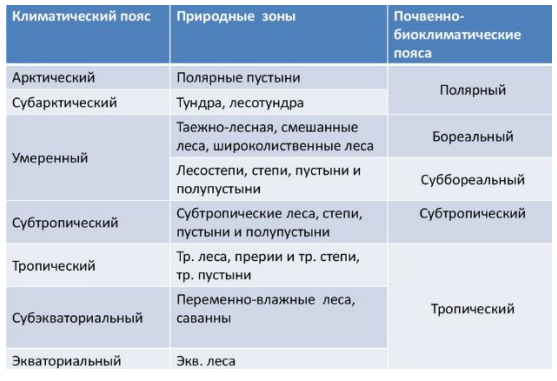 Климатический пояс
Природные зоны
Почвенно-
биоклиматические
пояса
Арктический
Полярные пустыни
Полярный
Субарктический
Тундра, лесотундра
Умеренный
Таежно-лесная, смешанные
леса, широколиственные леса
Бореальный
Лесостепи, степи, пустыни и
полупустыни
Суббореальный
Субтропический
Субтропические леса, степи,
пустыни и полупустыни
Субтропический
Тропический
Тр. леса, прерии и тр. степи,
тр. пустыни
Тропический
Субэкваториальный
Переменно-влажные леса,
саванны
Экваториальный
Экв. леса